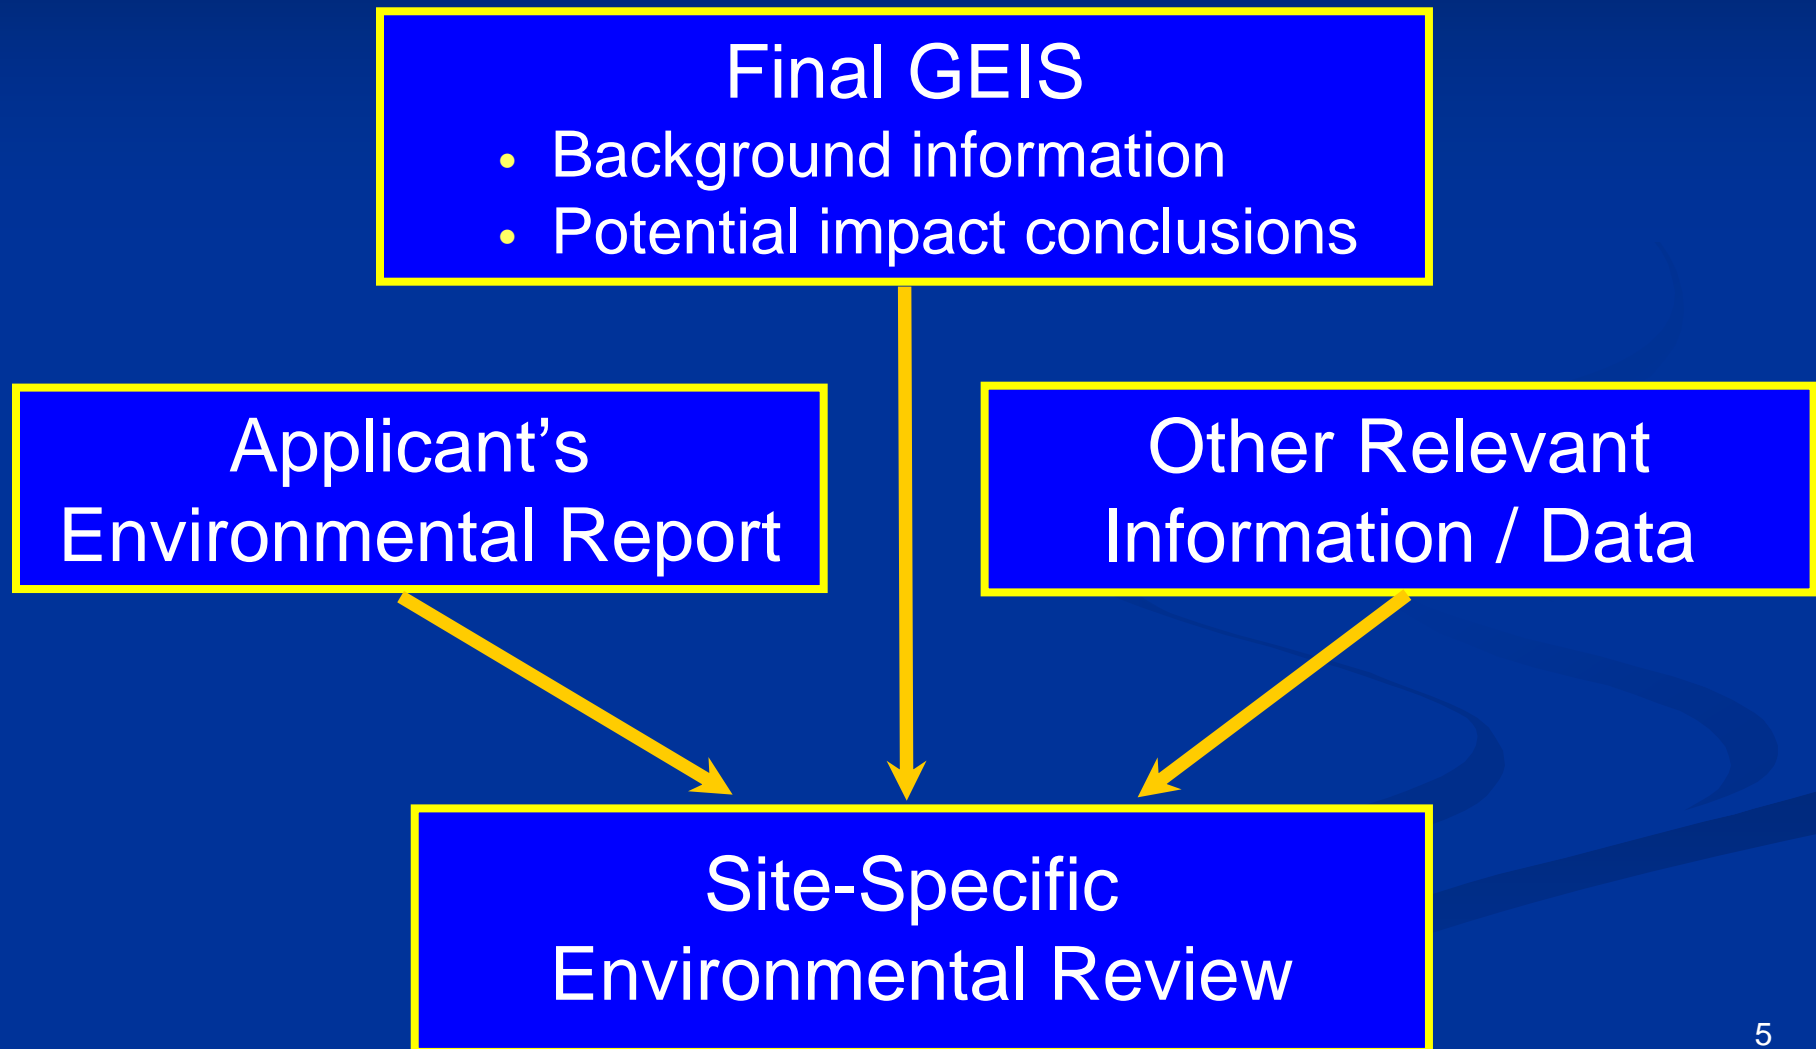 Final GEIS
• Background information
• Potential impact conclusions
Applicant’s
Environmental Report
Other Relevant
Information / Data
Site-Specific
Environmental Review
5